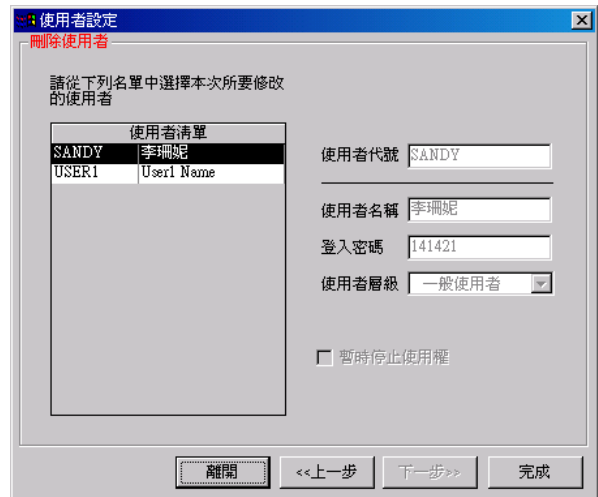 使用者設定
刪除使用者
請從下列名單中選擇本次所要修改
的使用者
使用者清單
SANDY 李珊妮
USER1 User1 Name
使用者代號 SANDY
使用者名稱 李珊妮
登入密碼 141421
使用者層級 一般使用者
暫時停止使用權
離開 <<上一步 下一步>> 完成